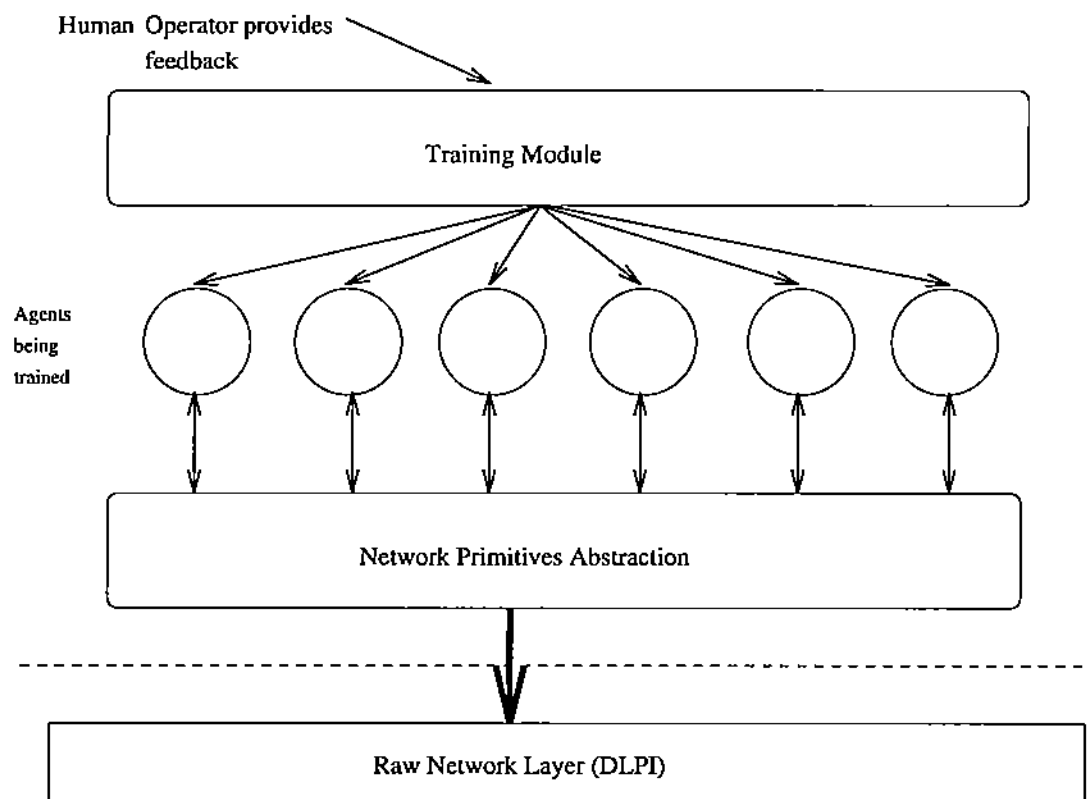 Human Operator provides
feedback
Training Module
Agents
being
trained
Network Primitives Abstraction
Raw Network Layer (DLPI)